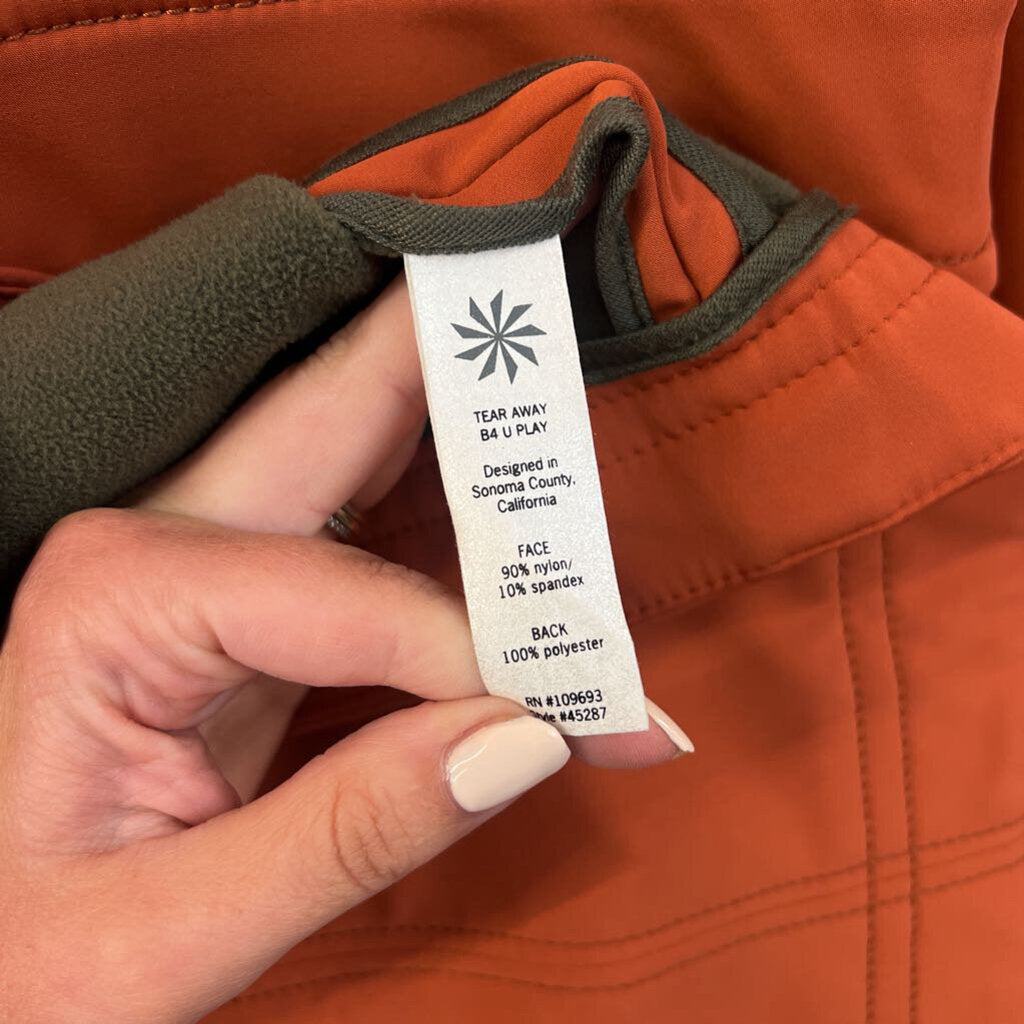 TEAR AWAY
B4 U PLAY
Designed in
Sonoma County,
California
FACE
90% nylon/
10% spandex
BACK
100% polyester
RN #109693
#45287